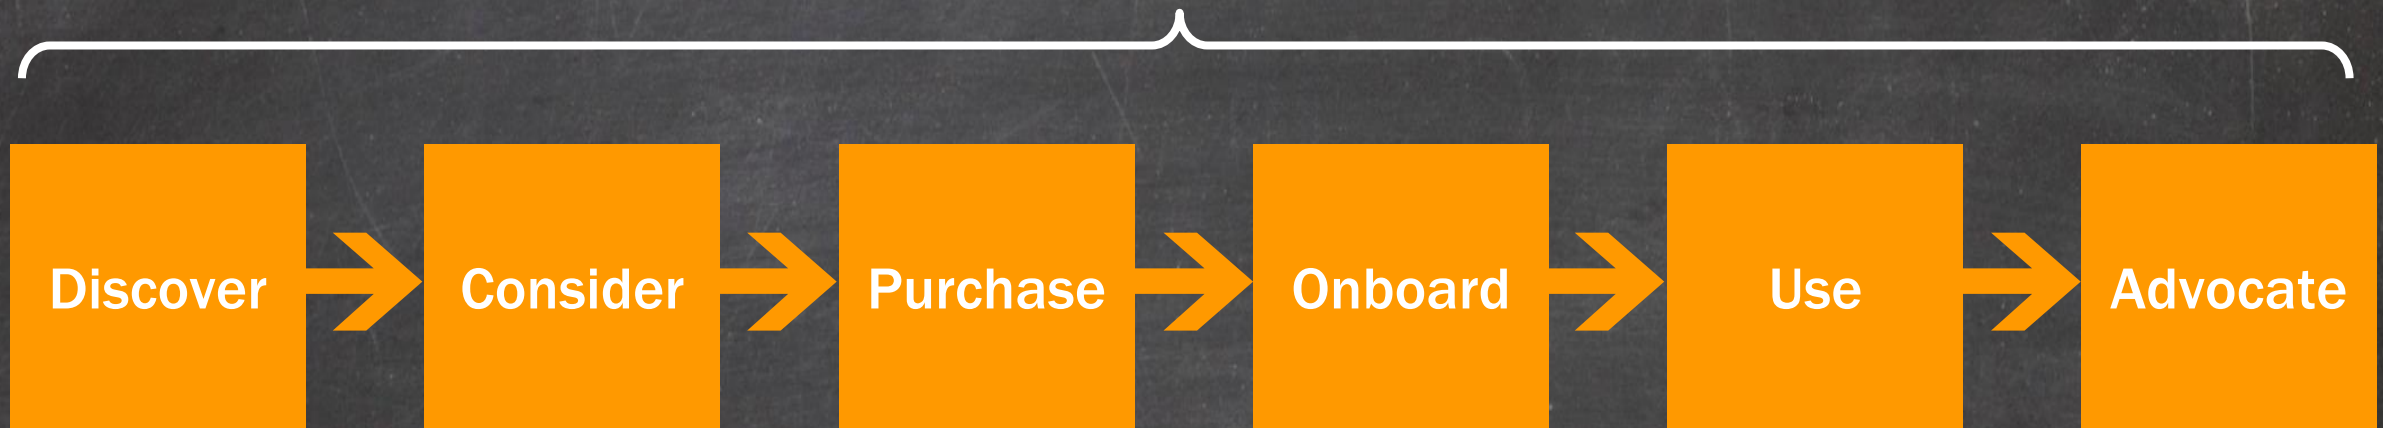 Discover
Consider
Purchase
Onboard
Use
Advocate